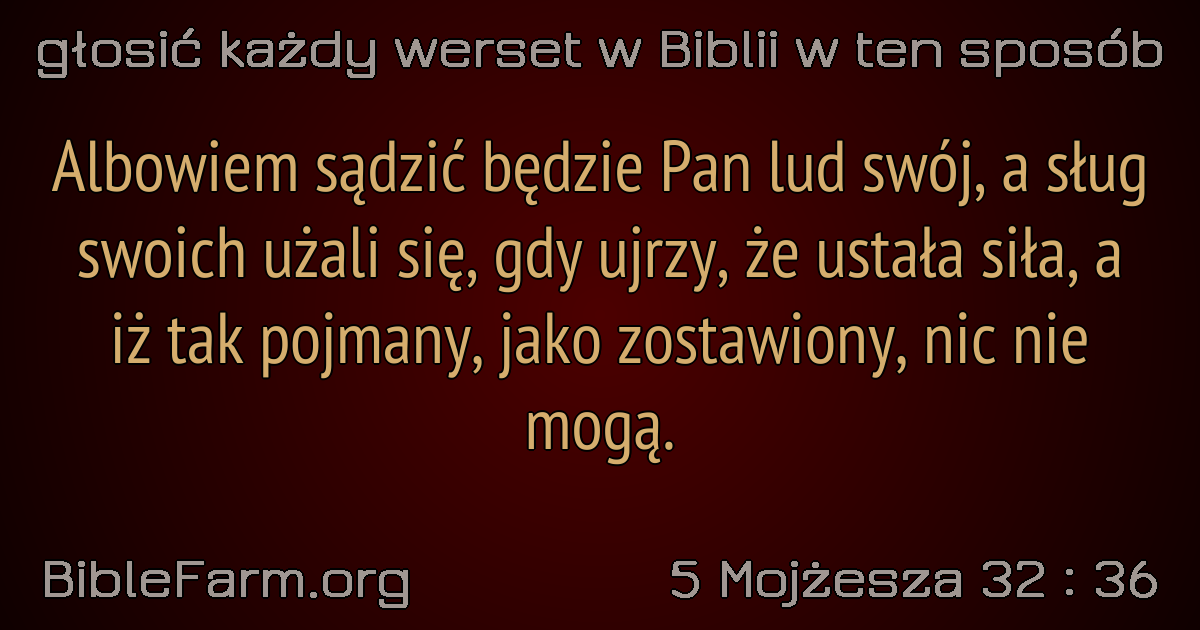 głosić każdy werset w Biblii w ten sposób
Albowiem sądzić będzie Pan lud swój, a sług
swoich użali się, gdy ujrzy, że ustała siła, a
iż tak pojmany, jako zostawiony, nic nie
mogą.
BibleFarm.org
5 Mojżesza 32 : 36